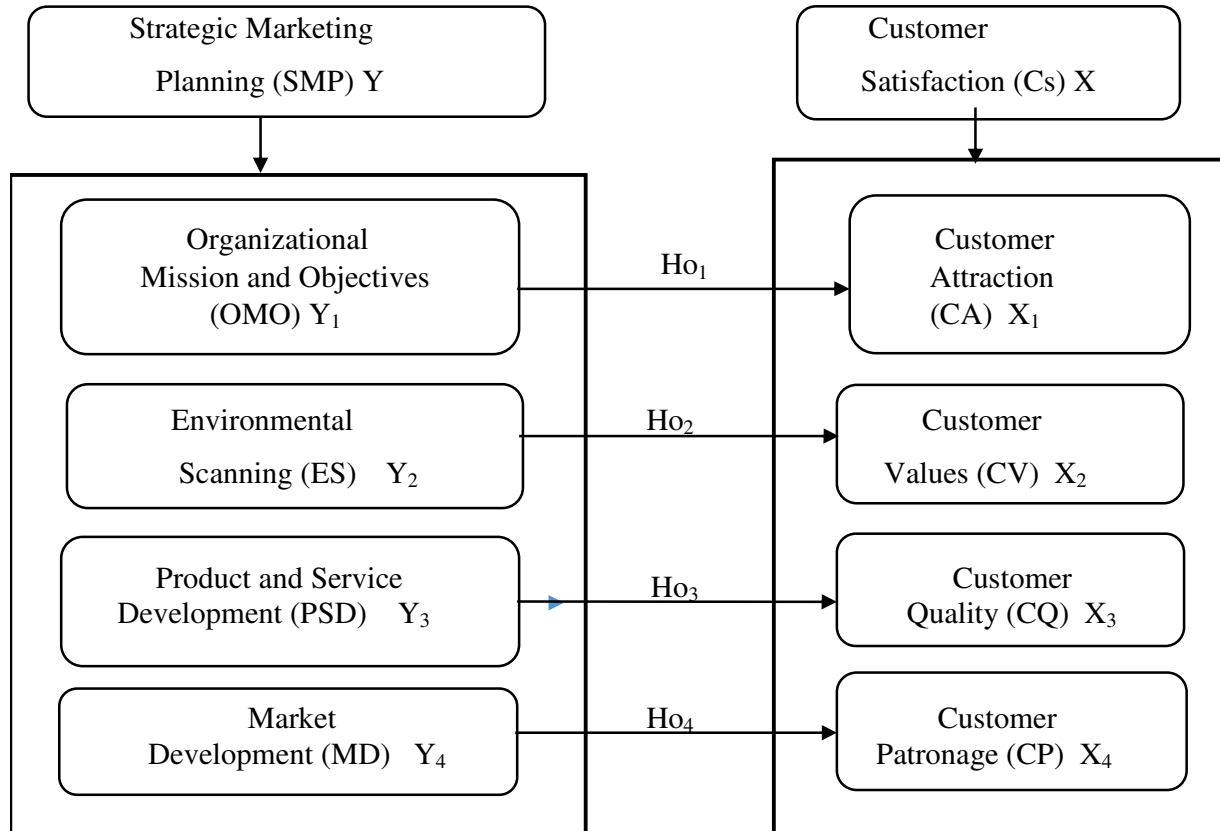 Strategic Marketing
Planning (SMP) Y
Customer
Satisfaction (Cs) X
Organizational
Mission and Objectives
(OMO) Y₁
Ho₁
Customer
Attraction
(CA) X₁
Environmental
Scanning (ES) Y₂
Ho₂
Customer
Values (CV) X₂
Product and Service
Development (PSD) Y₃
Ho₃
Customer
Quality (CQ) X₃
Market
Development (MD) Y₄
Ho₄
Customer
Patronage (CP) X₄